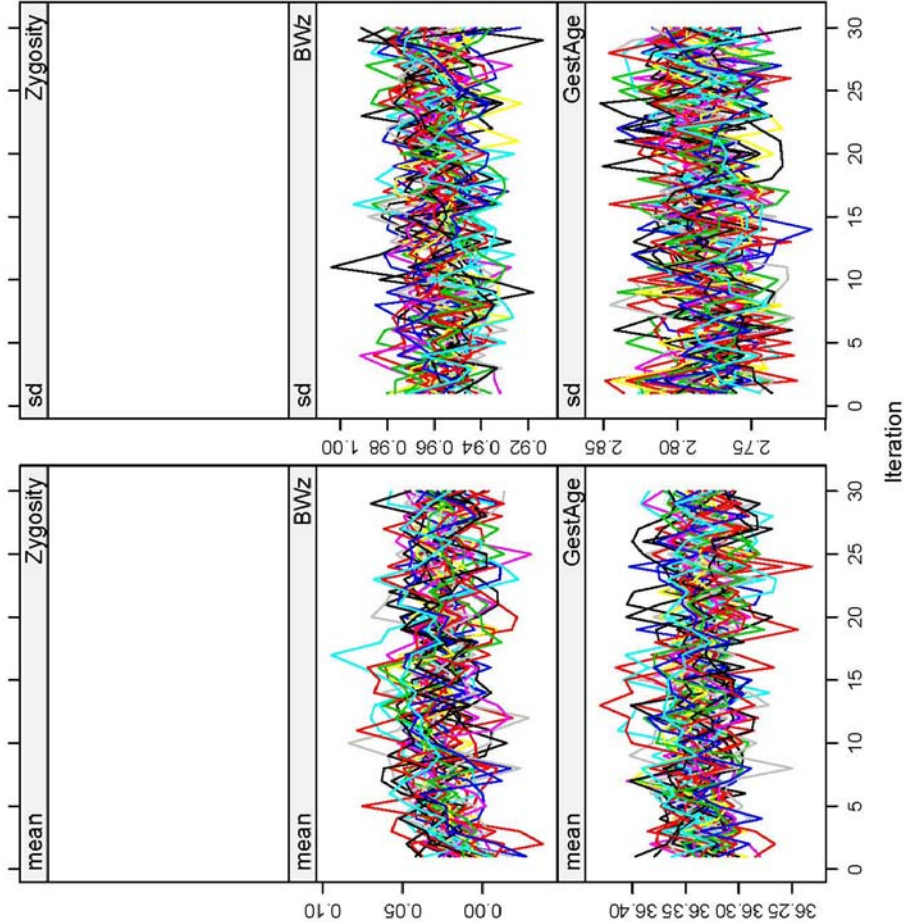 mean Zygosity
sd Zygosity
mean BWz
sd BWz
0.10
0.05
0.00
1.00
0.98
0.96
0.94
0.92
mean GestAge
sd GestAge
36.40
36.35
36.30
36.25
2.85
2.80
2.75
0 5 10 15 20 25 30
0 5 10 15 20 25 30
Iteration